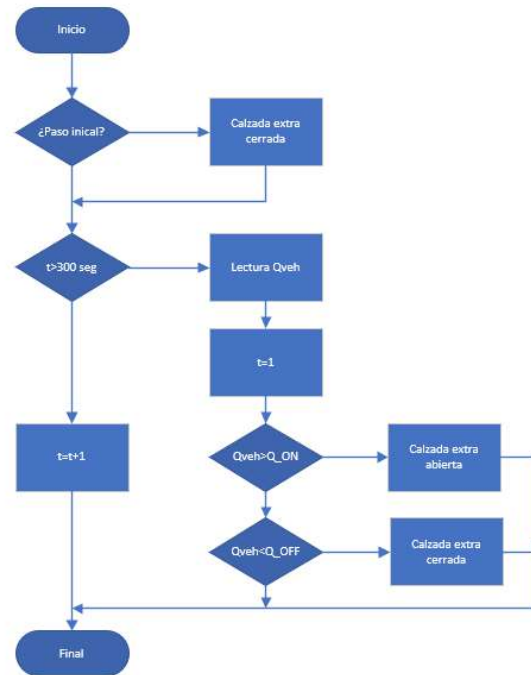 Inicio
¿Paso inical?
Calzada extra
cerrada
t>300 seg
Lectura Qveh
t=1
t=t+1
Qveh>Q_ON
Calzada extra
abierta
Qveh<Q_OFF
Calzada extra
cerrada
Final